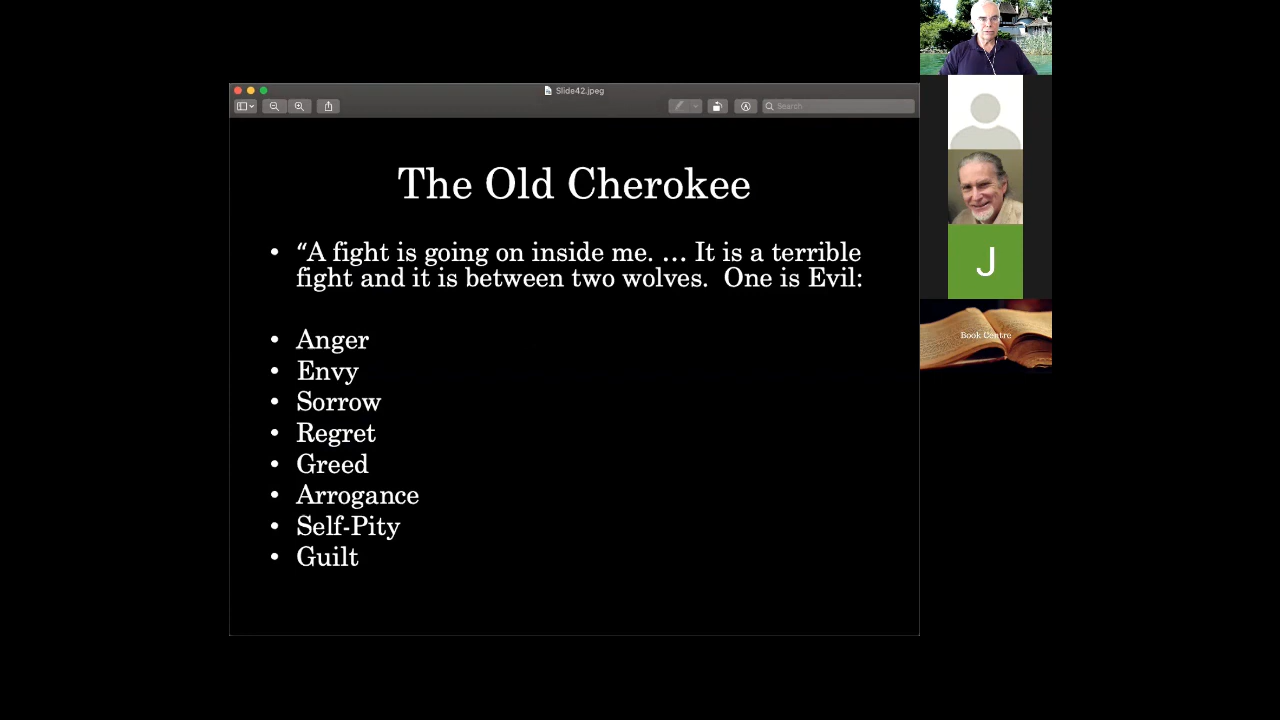 Slide42.jpeg
Search
The Old Cherokee
• “A fight is going on inside me. … It is a terrible
fight and it is between two wolves.  One is Evil:
• Anger
• Envy
• Sorrow
• Regret
• Greed
• Arrogance
• Self-Pity
• Guilt
J
Book Centre